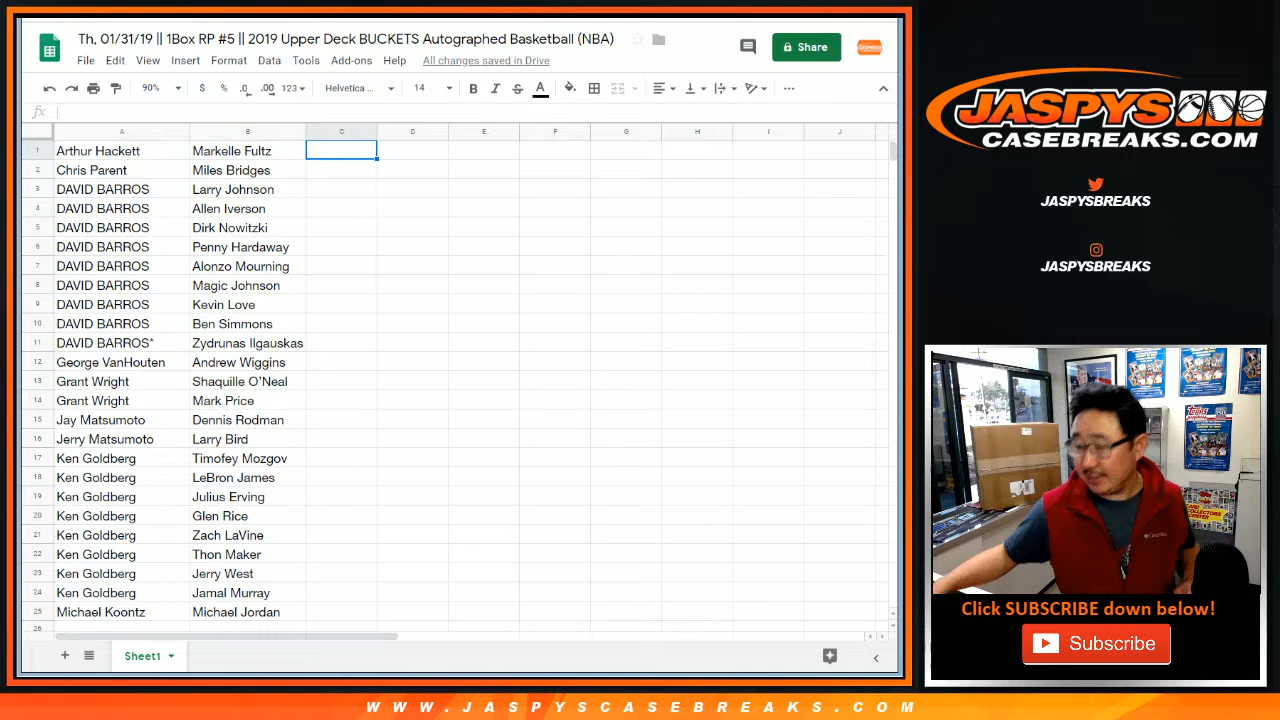 Th, 01/31/19 || 1Box RP #5 || 2019 Upper Deck BUCKETS Autographed Basketball (NBA)
Share
File Edit View Insert Format Data Tools Add-ons Help All changes saved in Drive
90% $ % .0 .00 123 Helvetica ... 14 B I S A
fx
A B C D E F G H I J
1 Arthur Hackett Markelle Fultz
2 Chris Parent Miles Bridges
3 DAVID BARROS Larry Johnson
4 DAVID BARROS Allen Iverson
5 DAVID BARROS Dirk Nowitzki
6 DAVID BARROS Penny Hardaway
7 DAVID BARROS Alonzo Mourning
8 DAVID BARROS Magic Johnson
9 DAVID BARROS Kevin Love
10 DAVID BARROS Ben Simmons
11 DAVID BARROS* Zydrunas Ilgauskas
12 George VanHouten Andrew Wiggins
13 Grant Wright Shaquille O'Neal
14 Grant Wright Mark Price
15 Jay Matsumoto Dennis Rodman
16 Jerry Matsumoto Larry Bird
17 Ken Goldberg Timofey Mozgov
18 Ken Goldberg LeBron James
19 Ken Goldberg Julius Erving
20 Ken Goldberg Glen Rice
21 Ken Goldberg Zach LaVine
22 Ken Goldberg Thon Maker
23 Ken Goldberg Jerry West
24 Ken Goldberg Jamal Murray
25 Michael Koontz Michael Jordan
26
Sheet1
JASPYS
CASEBREAKS.COM
JASPYSBREAKS
JASPYSBREAKS
Topps
Columbia
Click SUBSCRIBE down below!
Subscribe
WWW.JASPYSCASEBREAKS.COM